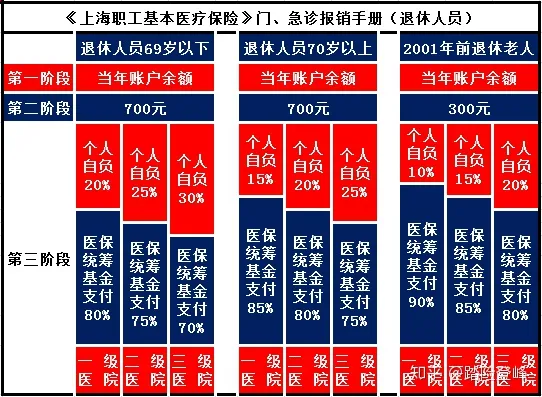 《上海职工基本医疗保险》门、急诊报销手册（退休人员）
退休人员69岁以下 退休人员70岁以上 2001年前退休老人
第一阶段 当年账户余额 当年账户余额 当年账户余额
第二阶段 700元 700元 300元
第三阶段
个人
自负
20%
医保
统筹
基金
支付
80%
个人
自负
25%
医保
统筹
基金
支付
75%
个人
自负
30%
医保
统筹
基金
支付
70%
个人
自负
15%
医保
统筹
基金
支付
85%
个人
自负
20%
医保
统筹
基金
支付
80%
个人
自负
25%
医保
统筹
基金
支付
75%
个人
自负
10%
医保
统筹
基金
支付
90%
个人
自负
15%
医保
统筹
基金
支付
85%
个人
自负
20%
医保
统筹
基金
支付
80%
一级 二级 三级 一级 二级 三级 一级 二级 三级
医院 医院 医院 医院 医院 医院 医院 医院 医院
知乎